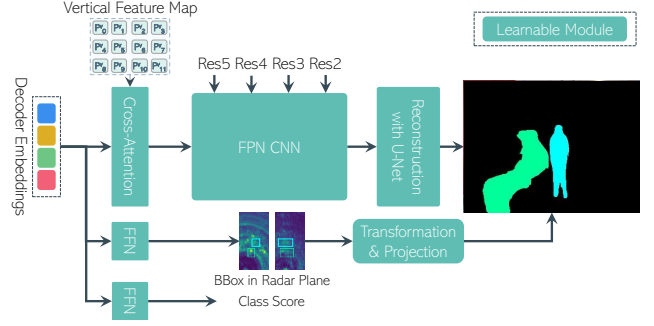 Vertical Feature Map
Learnable Module
Pv0 Pv1 Pv2 Pv3
Pv4 Pv5 Pv6 Pv7
Pv8 Pv9 Pv10 Pv11
Res5 Res4 Res3 Res2
Decoder Embeddings
Cross-Attention
FPN CNN
Reconstruction
with U-Net
FFN
Transformation
& Projection
BBox in Radar Plane
FFN
Class Score